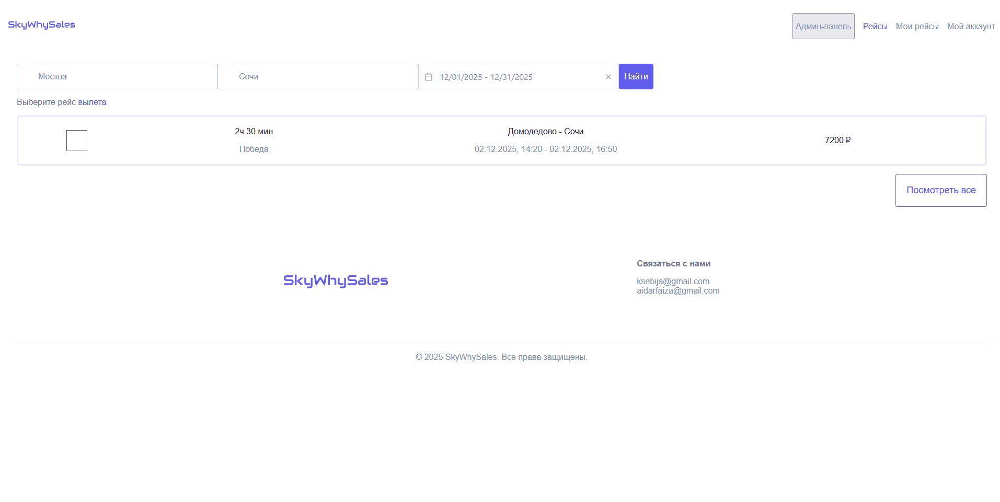 SkyWhySales
Админ-панель Рейсы Мои рейсы Мой аккаунт
Москва Сочи 12/01/2025 - 12/31/2025 Найти
Выберите рейс вылета
2ч 30 мин Домодедово - Сочи
7200 ₽
Победа 02.12.2025, 14:20 - 02.12.2025, 16:50
Посмотреть все
Связаться с нами
SkyWhySales
ksebija@gmail.com
aidarfaiza@gmail.com
© 2025 SkyWhySales. Все права защищены.